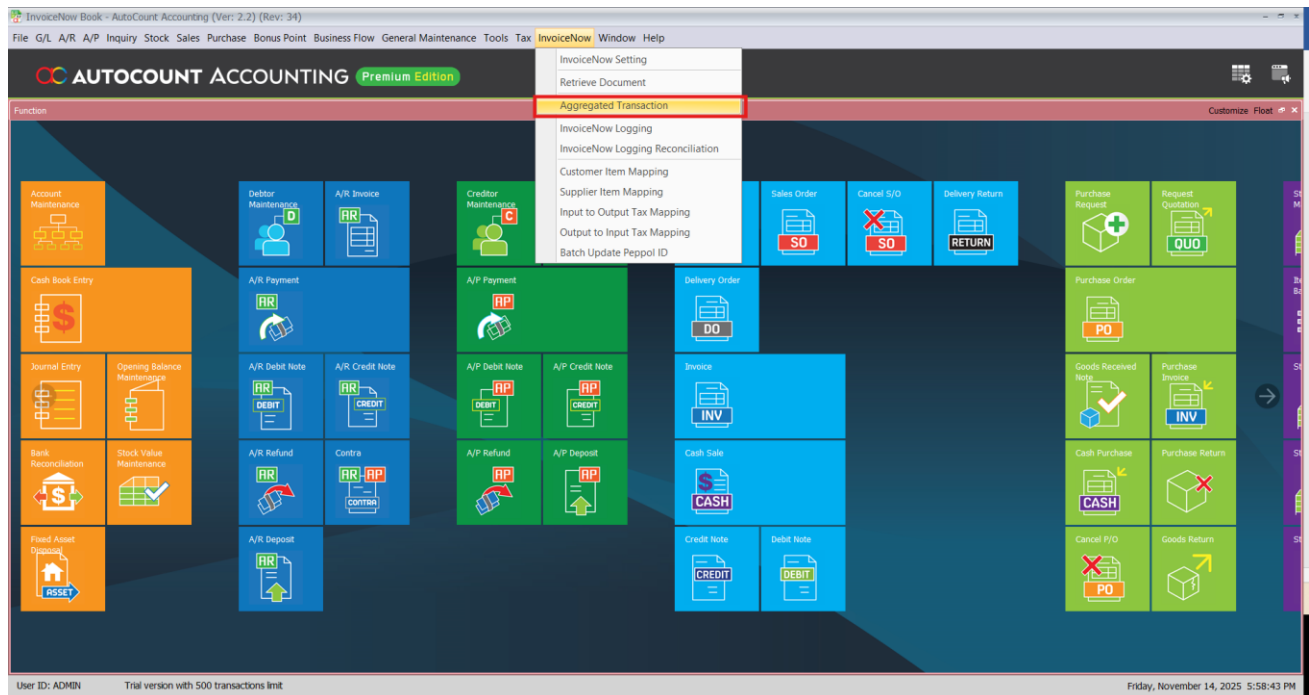 InvoiceNow Book - AutoCount Accounting (Ver: 2.2) (Rev: 34)
File G/L A/R A/P Inquiry Stock Sales Purchase Bonus Point Business Flow General Maintenance Tools Tax InvoiceNow Window Help
AUTOCOUNT ACCOUNTING Premium Edition
InvoiceNow Setting
Retrieve Document
Aggregated Transaction
InvoiceNow Logging
InvoiceNow Logging Reconciliation
Customer Item Mapping
Supplier Item Mapping
Input to Output Tax Mapping
Output to Input Tax Mapping
Batch Update Peppol ID
Function
Customize Float
Account
Maintenance
Debtor
Maintenance
D
A/R Invoice
AR
Creditor
Maintenance
C
Sales Order
SO
Cancel S/O
SO
Delivery Return
RETURN
Purchase
Request
Request
Quotation
QUO
Cash Book Entry
A/R Payment
AR
A/P Payment
AP
Delivery Order
DO
Purchase Order
PO
Journal Entry
Opening Balance
Maintenance
A/R Debit Note
AR
DEBIT
A/R Credit Note
AR
CREDIT
A/P Debit Note
AP
DEBIT
A/P Credit Note
AP
CREDIT
Invoice
INV
Goods Received
Note
Purchase
Invoice
INV
Bank
Reconciliation
Stock Value
Maintenance
A/R Refund
AR
Contra
AR AP
CONTRA
A/P Refund
AP
A/P Deposit
AP
Cash Sale
CASH
Cash Purchase
CASH
Purchase Return
Fixed Asset
Disposal
ASSET
A/R Deposit
AR
Credit Note
CREDIT
Debit Note
DEBIT
Cancel P/O
PO
Goods Return
User ID: ADMIN
Trial version with 500 transactions limit
Friday, November 14, 2025 5:58:43 PM